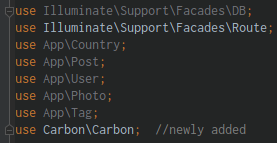 use Illuminate\Support\Facades\DB;
use Illuminate\Support\Facades\Route;
use App\Country;
use App\Post;
use App\User;
use App\Photo;
use App\Tag;
use Carbon\Carbon;  //newly added